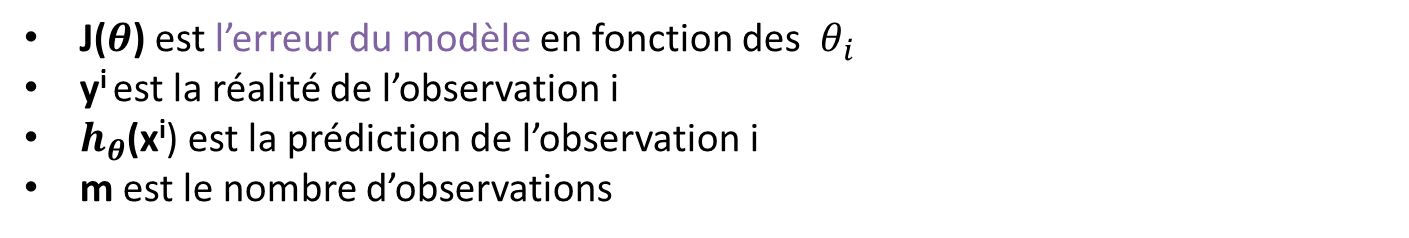 • J(𝜽) est l’erreur du modèle en fonction des 𝜃ᵢ
• yⁱ est la réalité de l’observation i
• 𝒉𝜽(xⁱ) est la prédiction de l’observation i
• m est le nombre d’observations